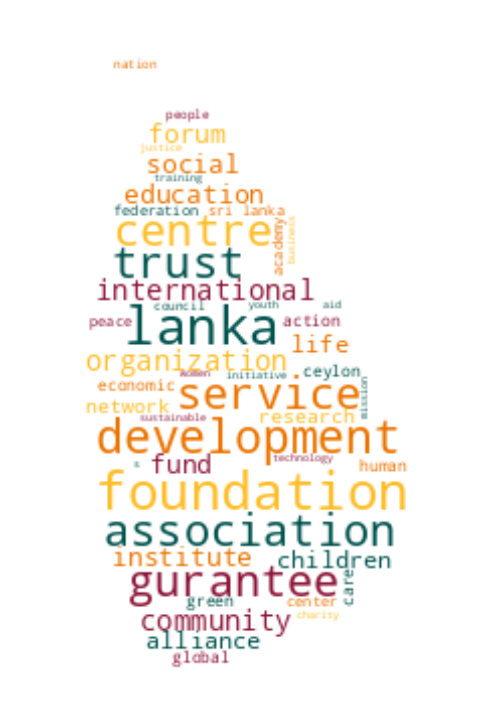 nation
people
forum
justice
social
training
education
federation sri lanka
centre
academy
business
trust
international
council youth aid
peace lanka action
life
organization
women initiative ceylon
economic service
mission
network research
sustainable
development
s fund technology human
foundation
association
institute children
gurantee
care
green center
community charity
alliance
global